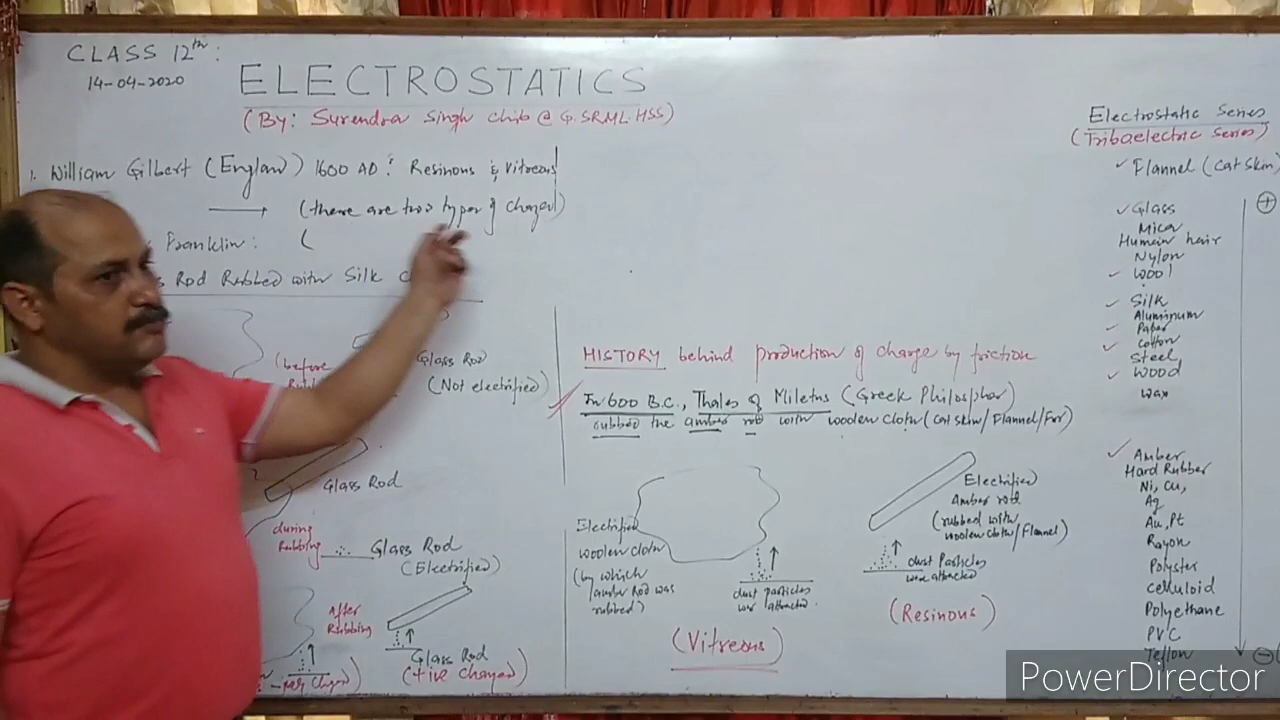 CLASS 12th:
14-04-2020
ELECTROSTATICS
(By: Surendra Singh Chib @ G. SRML.HSS)
1. William Gilbert (England) 1600 AD: Resinous & Vitreous
(there are two types of charges)
Franklin: (
Rod Rubbed with Silk
(before
Glass Rod
(Not electrified)
Glass Rod
during
Rubbing
Glass Rod
(Electrified)
After
Rubbing
Glass Rod
(+ive charged)
HISTORY behind production of charge by friction
In 600 B.C., Thales of Miletus (Greek Philospher)
rubbed the amber rod with woolen cloth (cat skin/Flannel/Fur)
Electrified
woolen cloth
(by which
amber Rod was
rubbed)
dust particles
were attracted.
(Vitreous)
Electrified
Amber rod
(rubbed with
woolen cloth/Flannel)
dust Particles
were attracted
(Resinous)
Electrostatic Series
(Triboelectric series)
Flannel (cat skin)
+
Glass
Mica
Human hair
Nylon
Wool
Silk
Aluminum
Paper
Cotton
Steel
Wood
wax
Amber
Hard Rubber
Ni, Cu,
Ag
Au, Pt
Rayon
Polyster
Celluloid
Polyethane
PVC
Teflon
PowerDirector